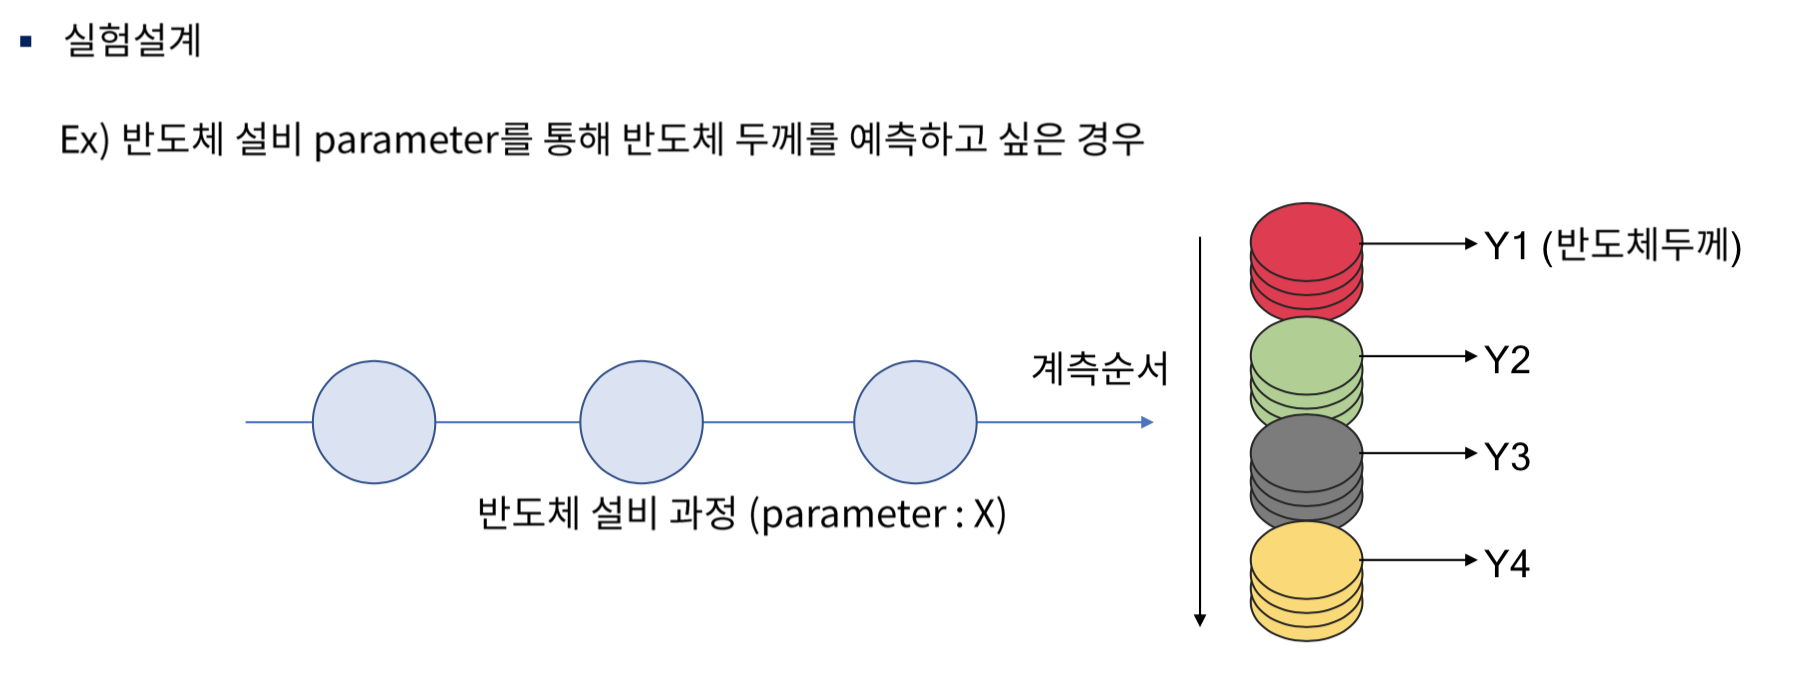 ▪ 실험설계
Ex) 반도체 설비 parameter를 통해 반도체 두께를 예측하고 싶은 경우
Y1 (반도체두께)
계측순서
Y2
Y3
반도체 설비 과정 (parameter : X)
Y4